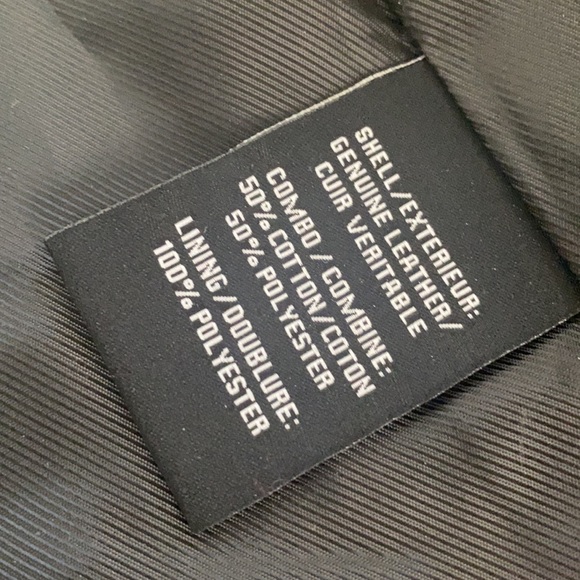 SHELL/EXTERIEUR:
GENUINE LEATHER/
CUIR VERITABLE
COMBO / COMBINE:
50% COTTON/COTON
50% POLYESTER
LINING/DOUBLURE:
100% POLYESTER